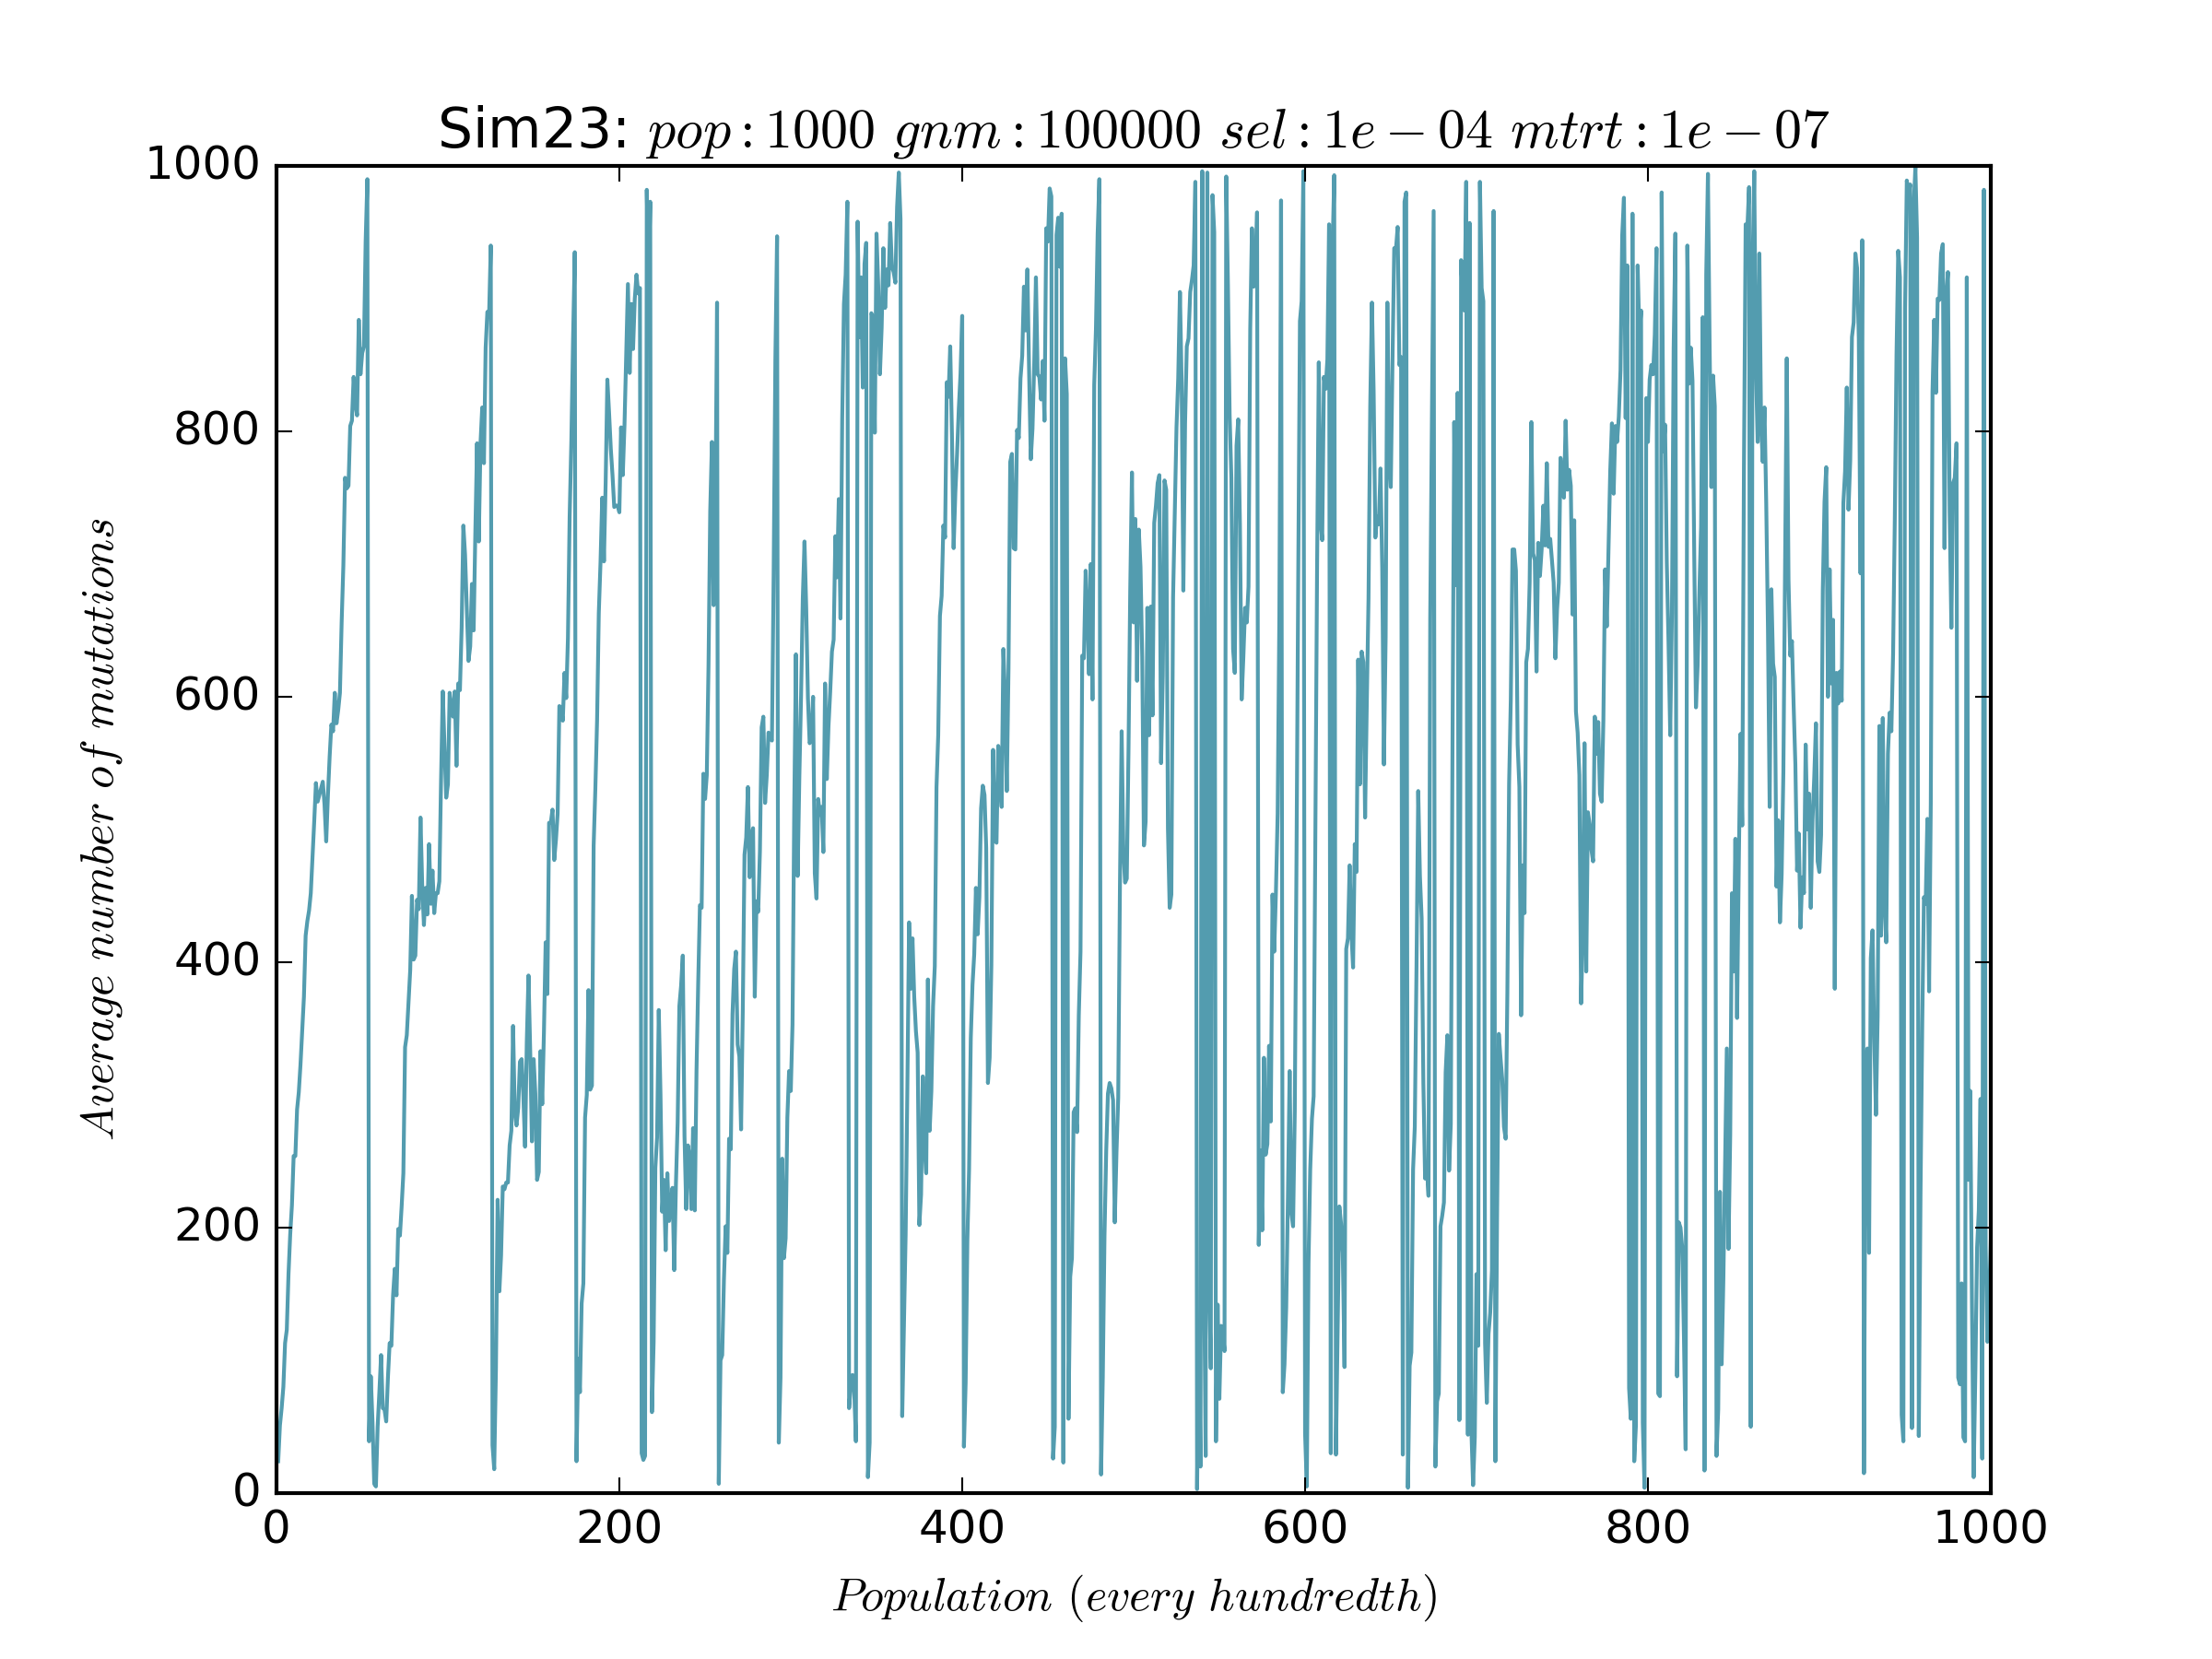 Sim23: pop : 1000 gnm : 100000 sel : 1e − 04 mtrt : 1e − 07
1000
800
600
400
200
0
Average number of mutations
0 200 400 600 800 1000
Population (every hundredth)